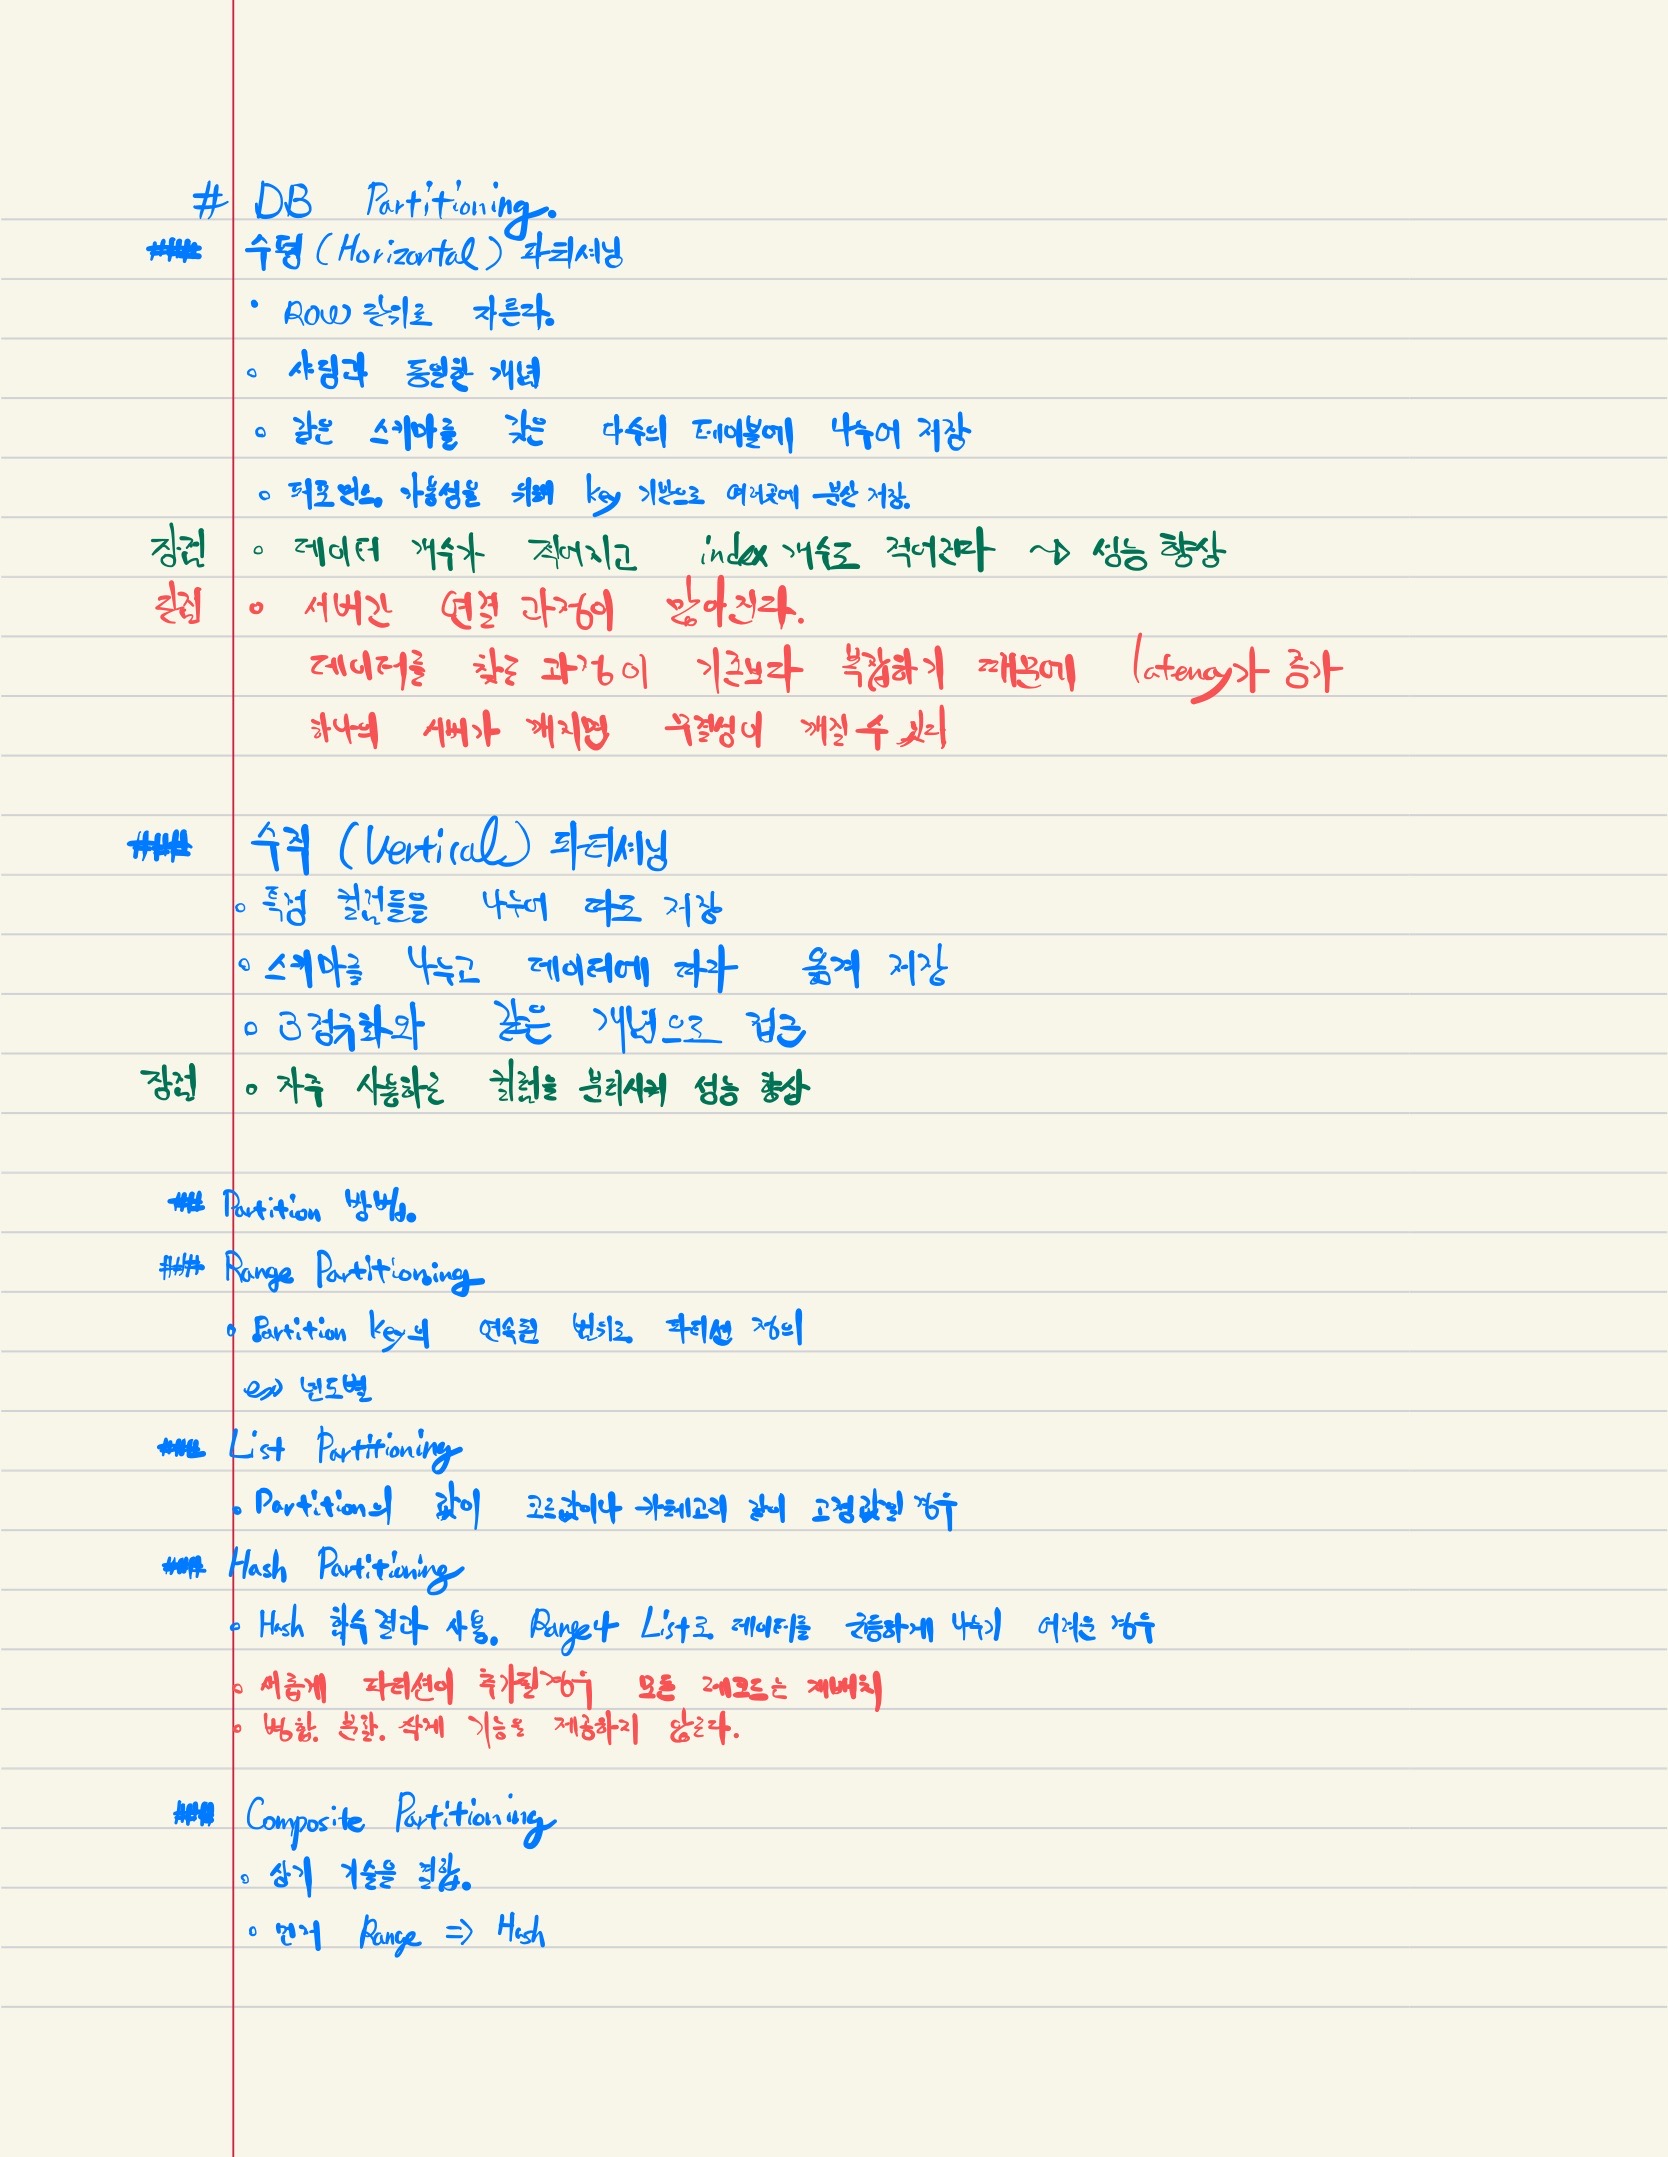 # DB Partitioning.
### 수평 (Horizontal) 파티셔닝
• Row 단위로 자른다.
◦ 샤딩과 동일한 개념
◦ 같은 스키마를 갖은 다수의 테이블에 나누어 저장
◦ 퍼포먼스, 가용성을 위해 key 기반으로 여러곳에 분산 저장.
장점 ◦ 데이터 개수가 적어지고 index 개수도 적어진다 ~> 성능 향상
단점 ◦ 서버간 연결 과정이 많아진다.
데이터를 찾는 과정이 기존보다 복잡하기 때문에 latency가 증가
하나의 서버가 깨지면 무결성이 깨질 수 있다
### 수직 (Vertical) 파티셔닝
◦ 특정 컬럼들을 나누어 따로 저장
◦ 스키마를 나누고 데이터에 따라 옮겨 저장
◦ 3정규화와 같은 개념으로 접근
장점 ◦ 자주 사용하는 컬럼을 분리시켜 성능 향상
## Partition 방법.
### Range Partitioning
◦ Partition key의 연속된 범위로 파티션 정의
ex) 년도별
### List Partitioning
◦ Partition의 값이 코드값이나 카테고리 같이 고정값일 경우
### Hash Partitioning
◦ Hash 함수 결과 사용. Range나 List로 데이터를 균등하게 나누기 어려운 경우
◦ 새롭게 파티션이 추가될경우 모든 레코드는 재배치
◦ 병합, 분할, 삭제 기능을 제공하지 않는다.
### Composite Partitioning
◦ 상기 기술을 결합.
◦ 먼저 Range => Hash